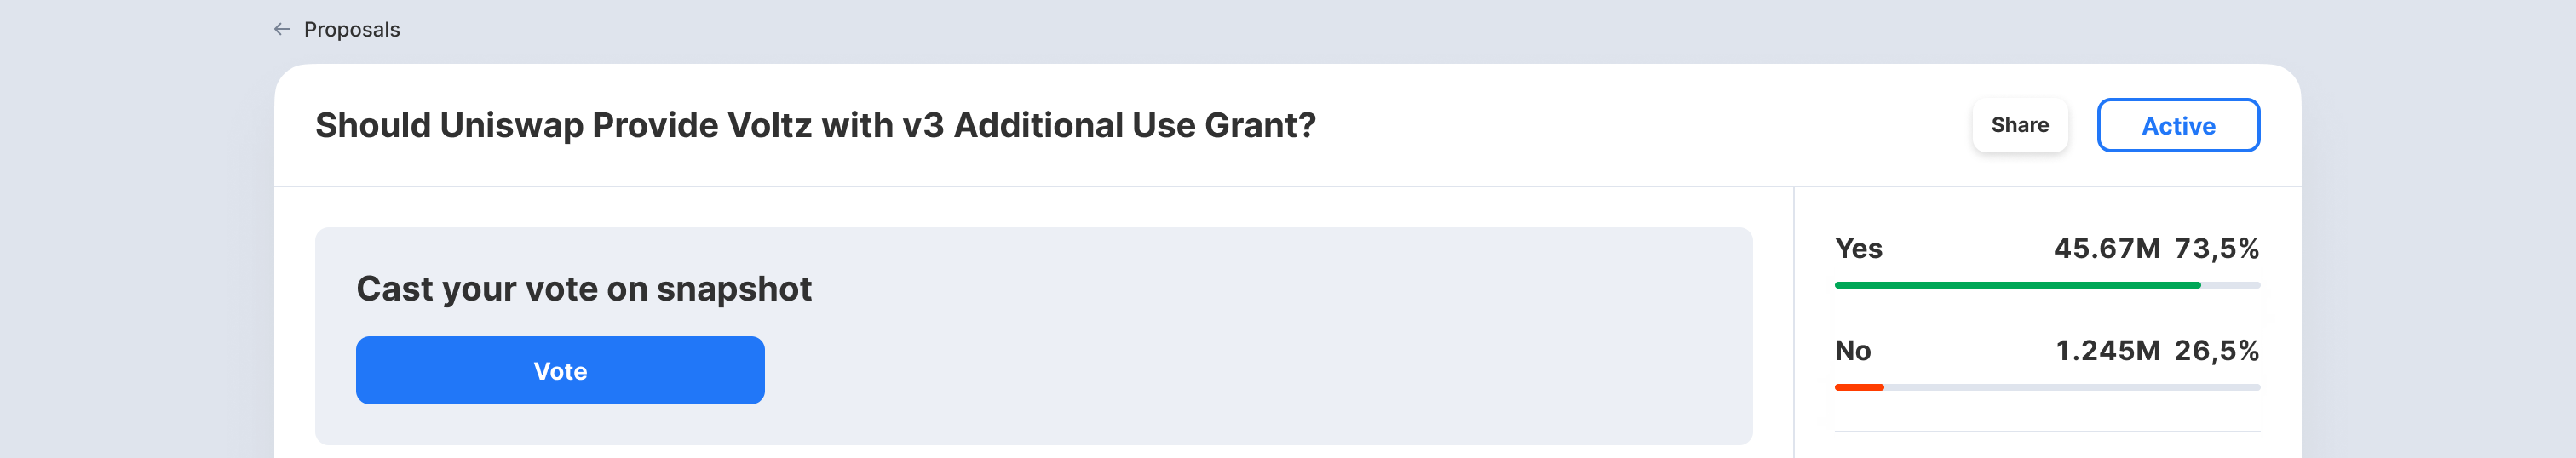 ← Proposals
Should Uniswap Provide Voltz with v3 Additional Use Grant?
Share
Active
Cast your vote on snapshot
Vote
Yes 45.67M 73,5%
No 1.245M 26,5%